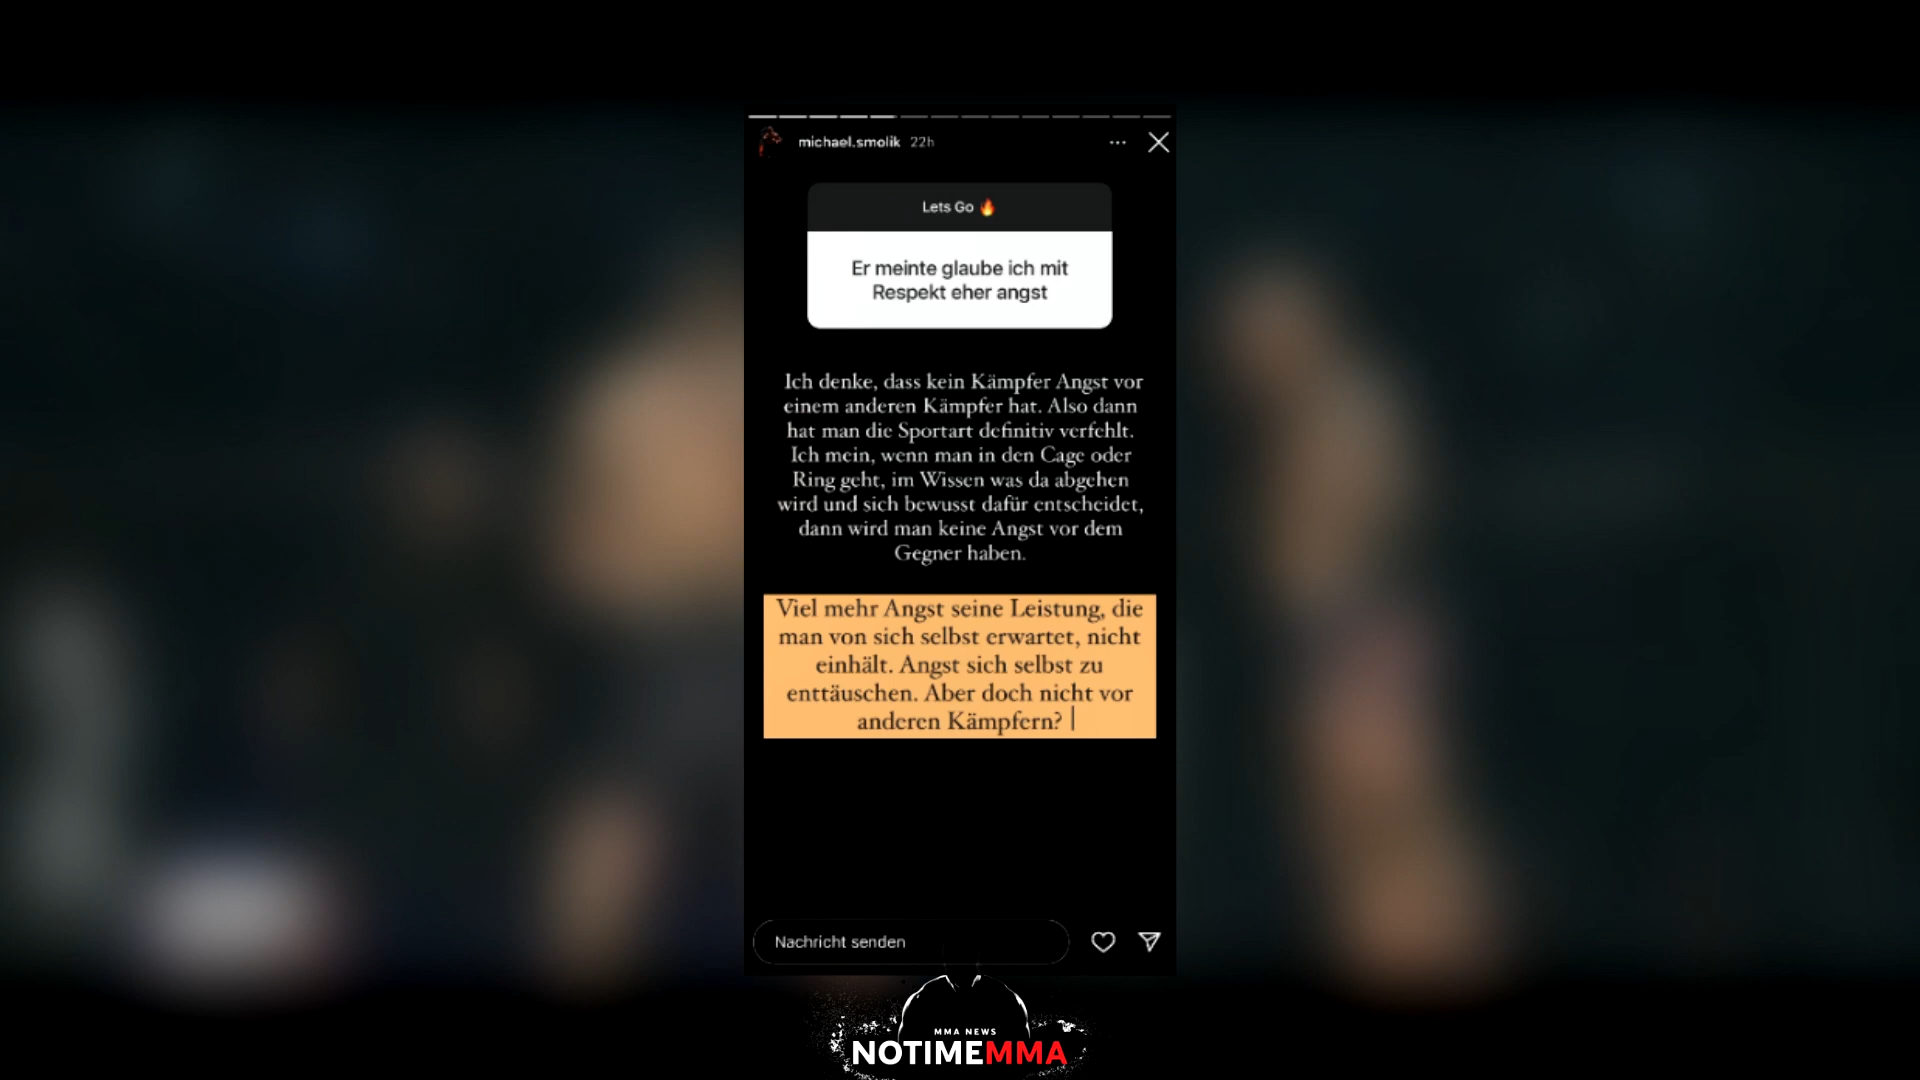 michael.smolik 22h
Lets Go 🔥
Er meinte glaube ich mit
Respekt eher angst
Ich denke, dass kein Kämpfer Angst vor
einem anderen Kämpfer hat. Also dann
hat man die Sportart definitiv verfehlt.
Ich mein, wenn man in den Cage oder
Ring geht, im Wissen was da abgehen
wird und sich bewusst dafür entscheidet,
dann wird man keine Angst vor dem
Gegner haben.
Viel mehr Angst seine Leistung, die
man von sich selbst erwartet, nicht
einhält. Angst sich selbst zu
enttäuschen. Aber doch nicht vor
anderen Kämpfern?
Nachricht senden
MMA NEWS
NOTIMEMMA